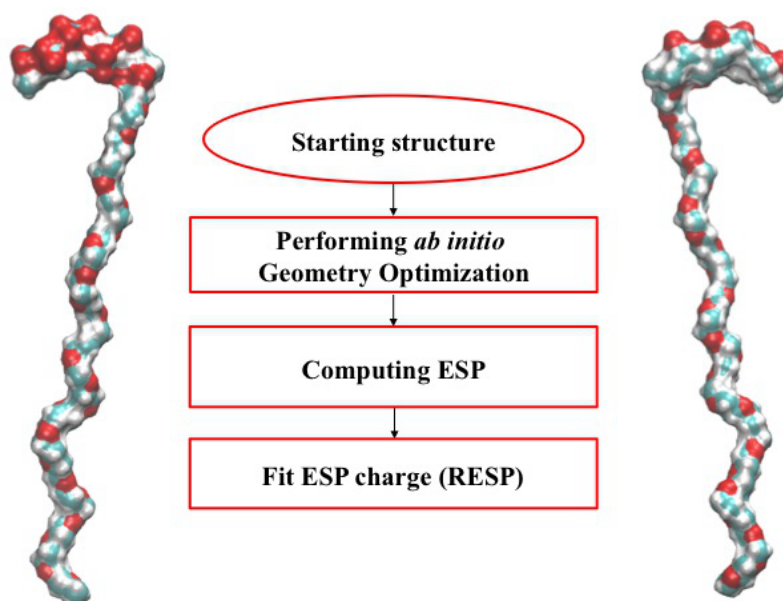 Starting structure
Performing ab initio
Geometry Optimization
Computing ESP
Fit ESP charge (RESP)